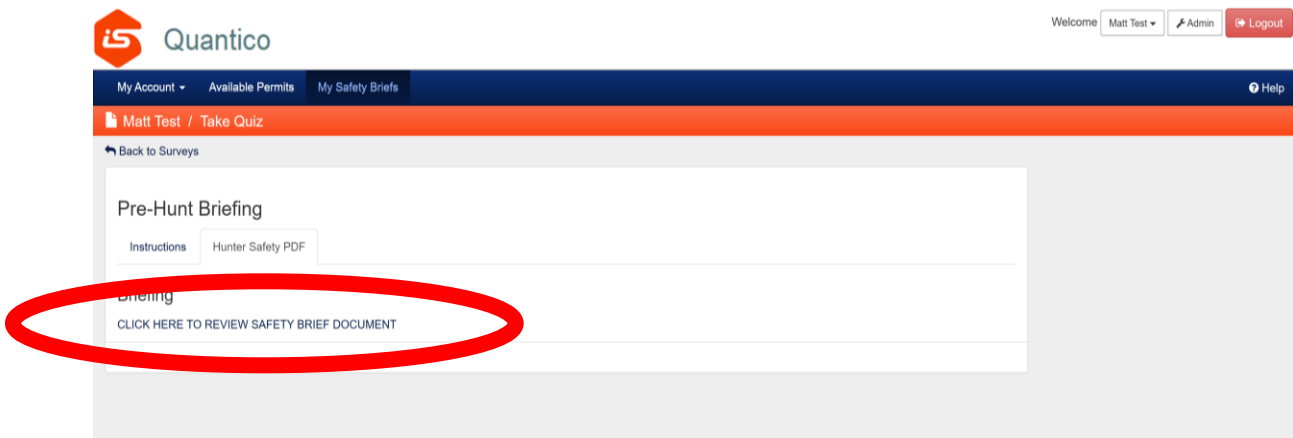 iS Quantico
Welcome Matt Test Admin Logout
My Account Available Permits My Safety Briefs Help
Matt Test / Take Quiz
Back to Surveys
Pre-Hunt Briefing
Instructions Hunter Safety PDF
Briefing
CLICK HERE TO REVIEW SAFETY BRIEF DOCUMENT